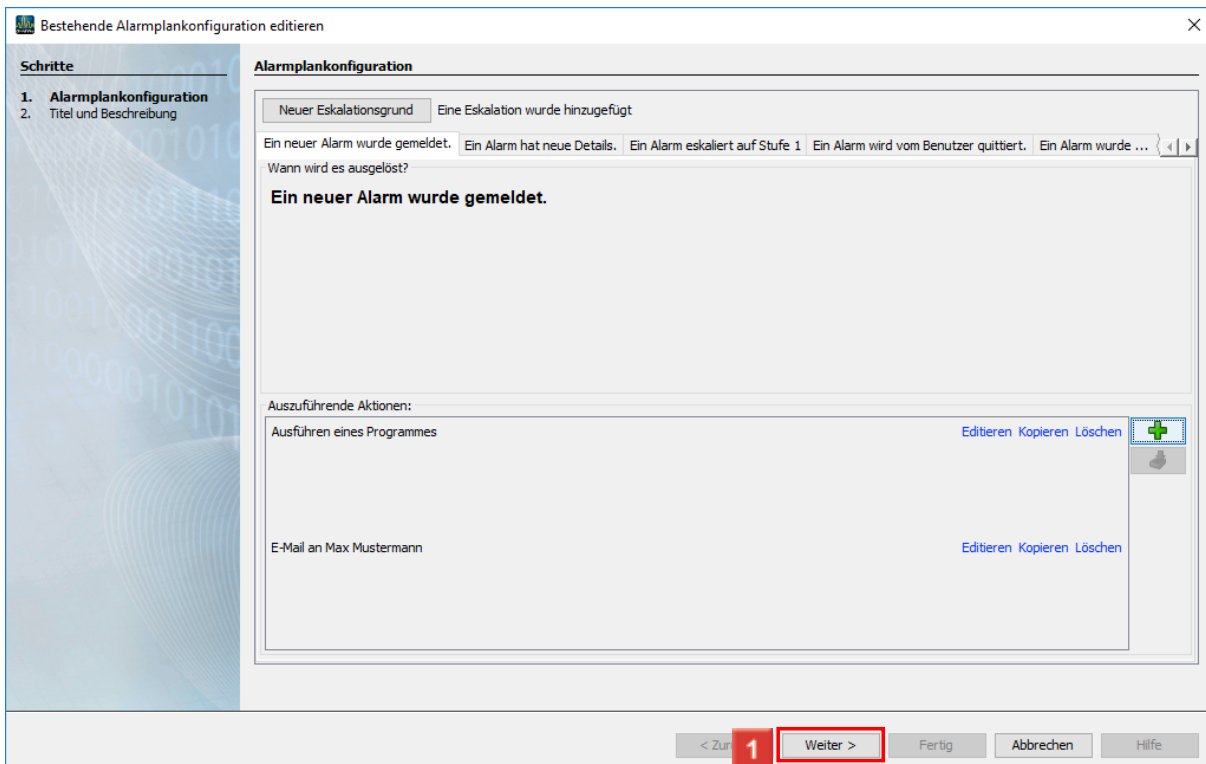 Bestehende Alarmplankonfiguration editieren
Schritte
1. Alarmplankonfiguration
2. Titel und Beschreibung
Alarmplankonfiguration
Neuer Eskalationsgrund Eine Eskalation wurde hinzugefügt
Ein neuer Alarm wurde gemeldet. Ein Alarm hat neue Details. Ein Alarm eskaliert auf Stufe 1 Ein Alarm wird vom Benutzer quittiert. Ein Alarm wurde ...
Wann wird es ausgelöst?
Ein neuer Alarm wurde gemeldet.
Auszuführende Aktionen:
Ausführen eines Programmes Editieren Kopieren Löschen
E-Mail an Max Mustermann Editieren Kopieren Löschen
< Zur 1 Weiter > Fertig Abbrechen Hilfe